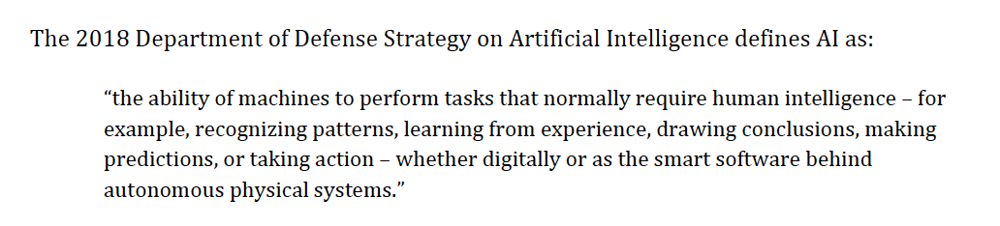 The 2018 Department of Defense Strategy on Artificial Intelligence defines AI as:
“the ability of machines to perform tasks that normally require human intelligence – for
example, recognizing patterns, learning from experience, drawing conclusions, making
predictions, or taking action – whether digitally or as the smart software behind
autonomous physical systems.”